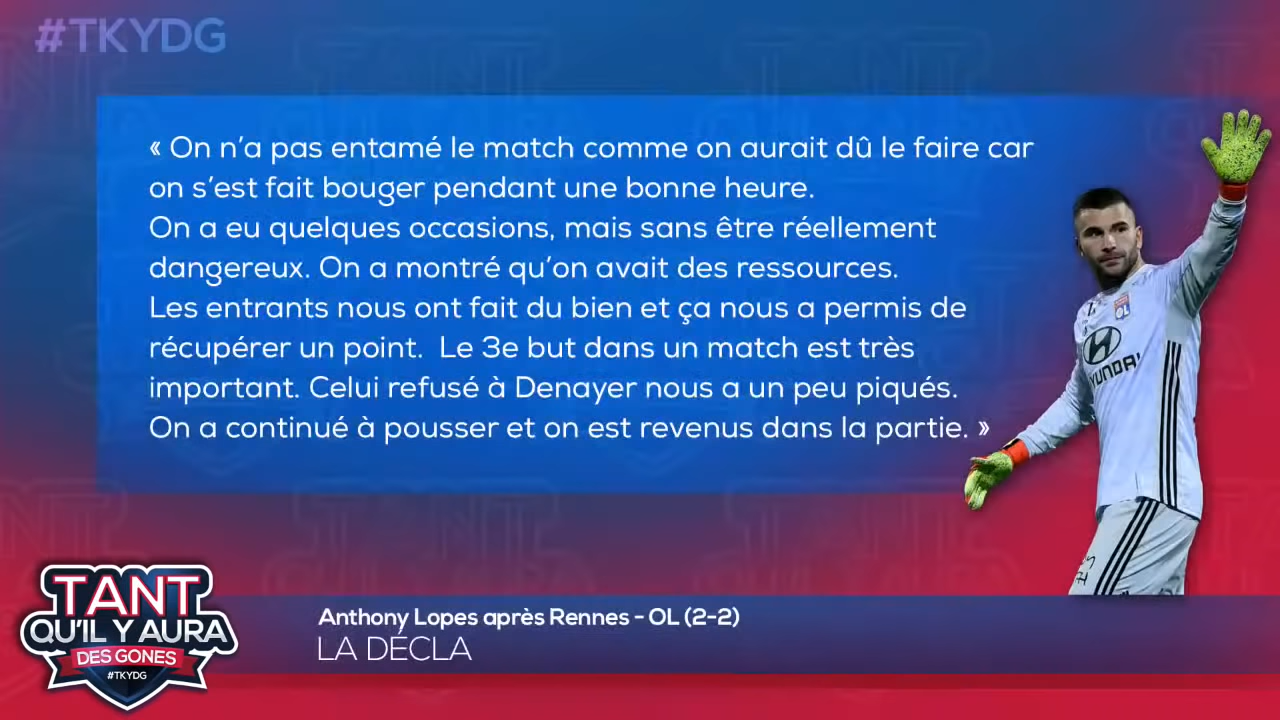 #TKYDG
« On n'a pas entamé le match comme on aurait dû le faire car
on s'est fait bouger pendant une bonne heure.
On a eu quelques occasions, mais sans être réellement
dangereux. On a montré qu'on avait des ressources.
Les entrants nous ont fait du bien et ça nous a permis de
récupérer un point.  Le 3e but dans un match est très
important. Celui refusé à Denayer nous a un peu piqués.
On a continué à pousser et on est revenus dans la partie. »
OL
HYUNDAI
TANT
QU'IL Y AURA
DES GONES
#TKYDG
Anthony Lopes après Rennes - OL (2-2)
LA DÉCLA